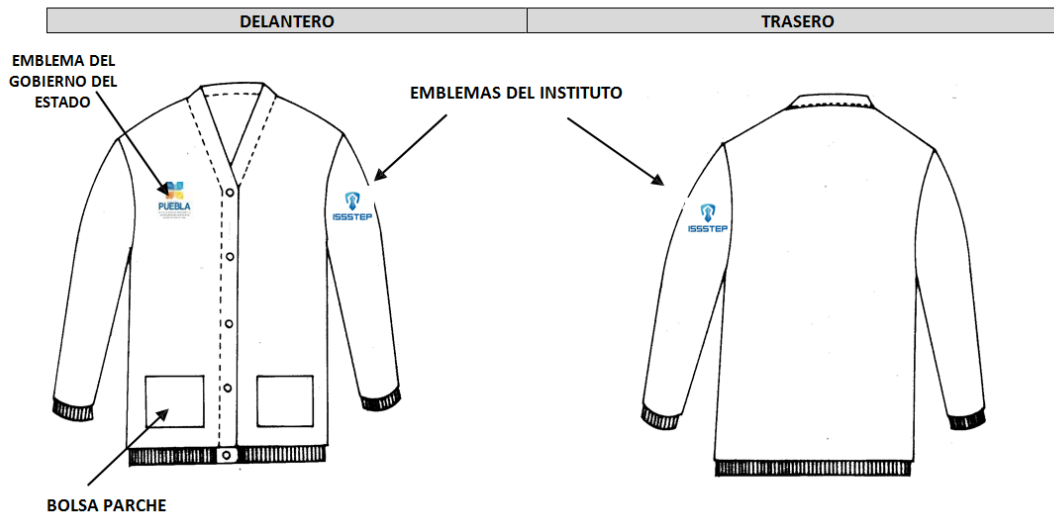 DELANTERO
TRASERO
EMBLEMA DEL
GOBIERNO DEL
ESTADO
EMBLEMAS DEL INSTITUTO
PUEBLA
ISSSTEP
ISSSTEP
BOLSA PARCHE